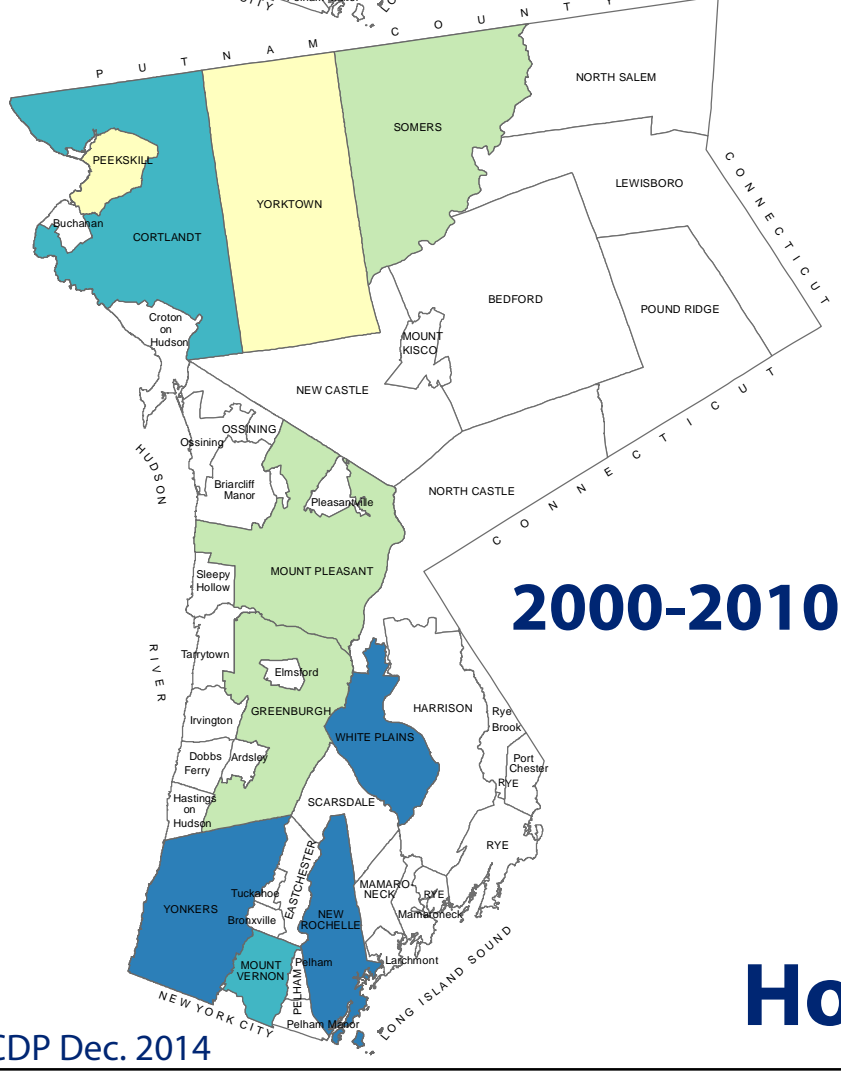 P U T N A M C O U N T Y
NORTH SALEM
SOMERS
PEEKSKILL
LEWISBORO
YORKTOWN
Buchanan
CORTLANDT
CONNECTICUT
BEDFORD
POUND RIDGE
Croton
on
Hudson
MOUNT
KISCO
NEW CASTLE
CONNECTICUT
OSSINING
Ossining
HUDSON
Briarcliff
Manor
Pleasantville
NORTH CASTLE
MOUNT PLEASANT
Sleepy
Hollow
2000-2010
Tarrytown
RIVER
Elmsford
Irvington
GREENBURGH
HARRISON
Rye
Brook
WHITE PLAINS
Dobbs
Ferry
Ardsley
Port
Chester
RYE
Hastings
on
Hudson
SCARSDALE
RYE
EASTCHESTER
Tuckahoe
MAMARO
NECK
RYE
YONKERS
Bronxville
NEW
ROCHELLE
Mamaroneck
MOUNT
VERNON
Pelham
PELHAM
Larchmont
LONG ISLAND SOUND
NEW YORK CITY
Pelham Manor
Ho
CDP Dec. 2014